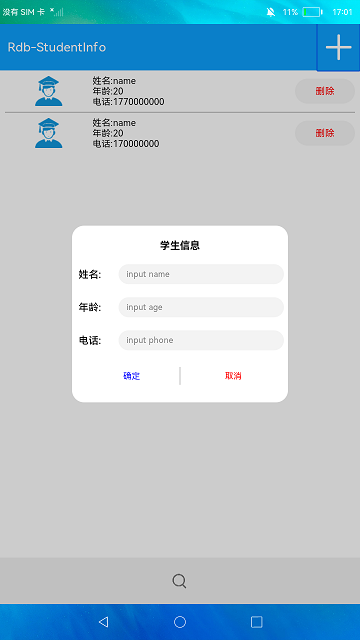 没有 SIM 卡 11% 17:01
Rdb-StudentInfo
姓名:name
年龄:20
电话:1770000000
删除
姓名:name
年龄:20
电话:170000000
删除
学生信息
姓名: input name
年龄: input age
电话: input phone
确定 取消